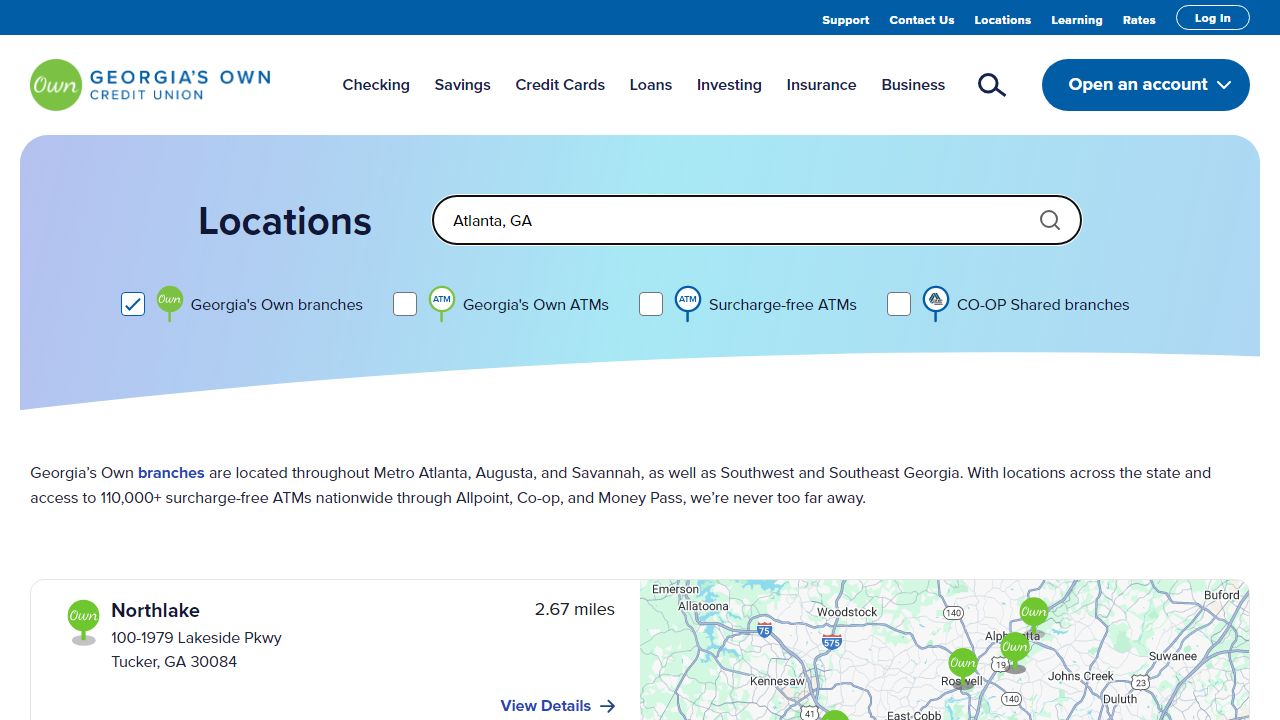 Support Contact Us Locations Learning Rates Log In
Own GEORGIA'S OWN
CREDIT UNION
Checking Savings Credit Cards Loans Investing Insurance Business Open an account
Locations Atlanta, GA
Own Georgia's Own branches ATM Georgia's Own ATMs ATM Surcharge-free ATMs CO-OP Shared branches
Georgia’s Own branches are located throughout Metro Atlanta, Augusta, and Savannah, as well as Southwest and Southeast Georgia. With locations across the state and
access to 110,000+ surcharge-free ATMs nationwide through Allpoint, Co-op, and Money Pass, we’re never too far away.
Own Northlake 2.67 miles
100-1979 Lakeside Pkwy
Tucker, GA 30084
View Details
Emerson
Buford
Allatoona
Woodstock
140
Own
75
575
Alpharetta
Own
Own
19
Suwanee
Kennesaw
Roswell
Johns Creek
23
140
Duluth
41
East Cobb